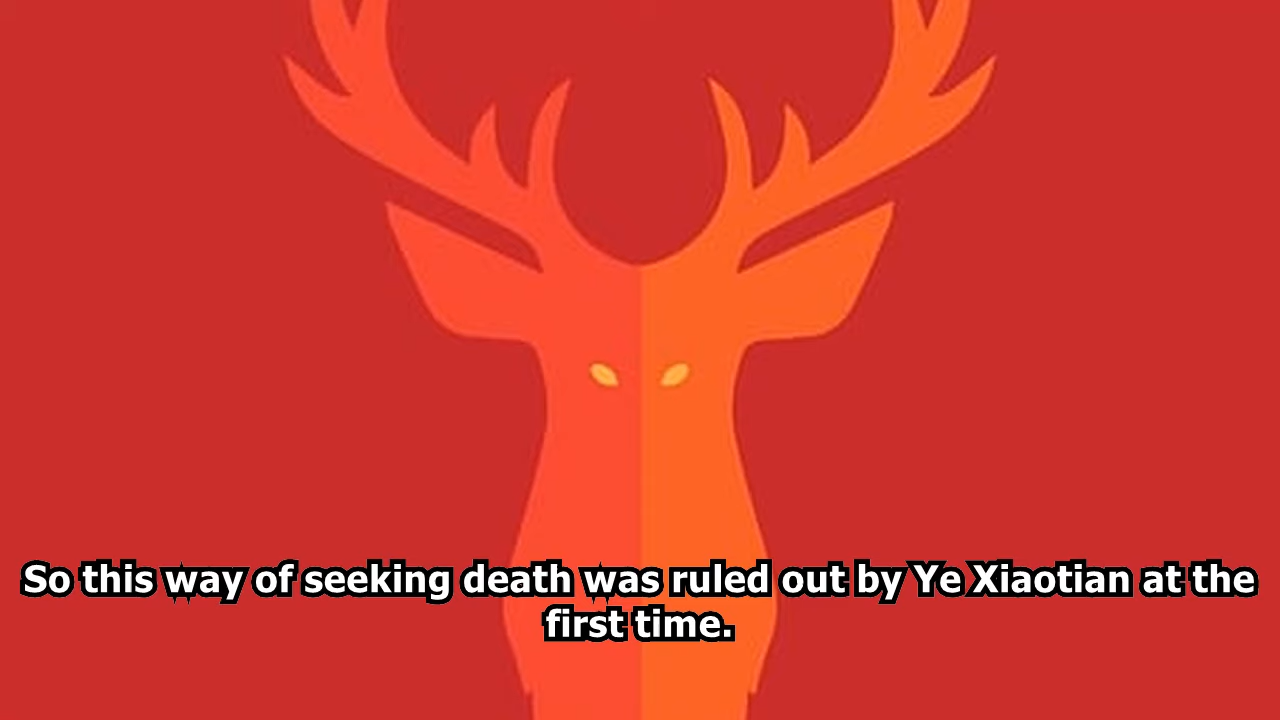 So this way of seeking death was ruled out by Ye Xiaotian at the
first time.